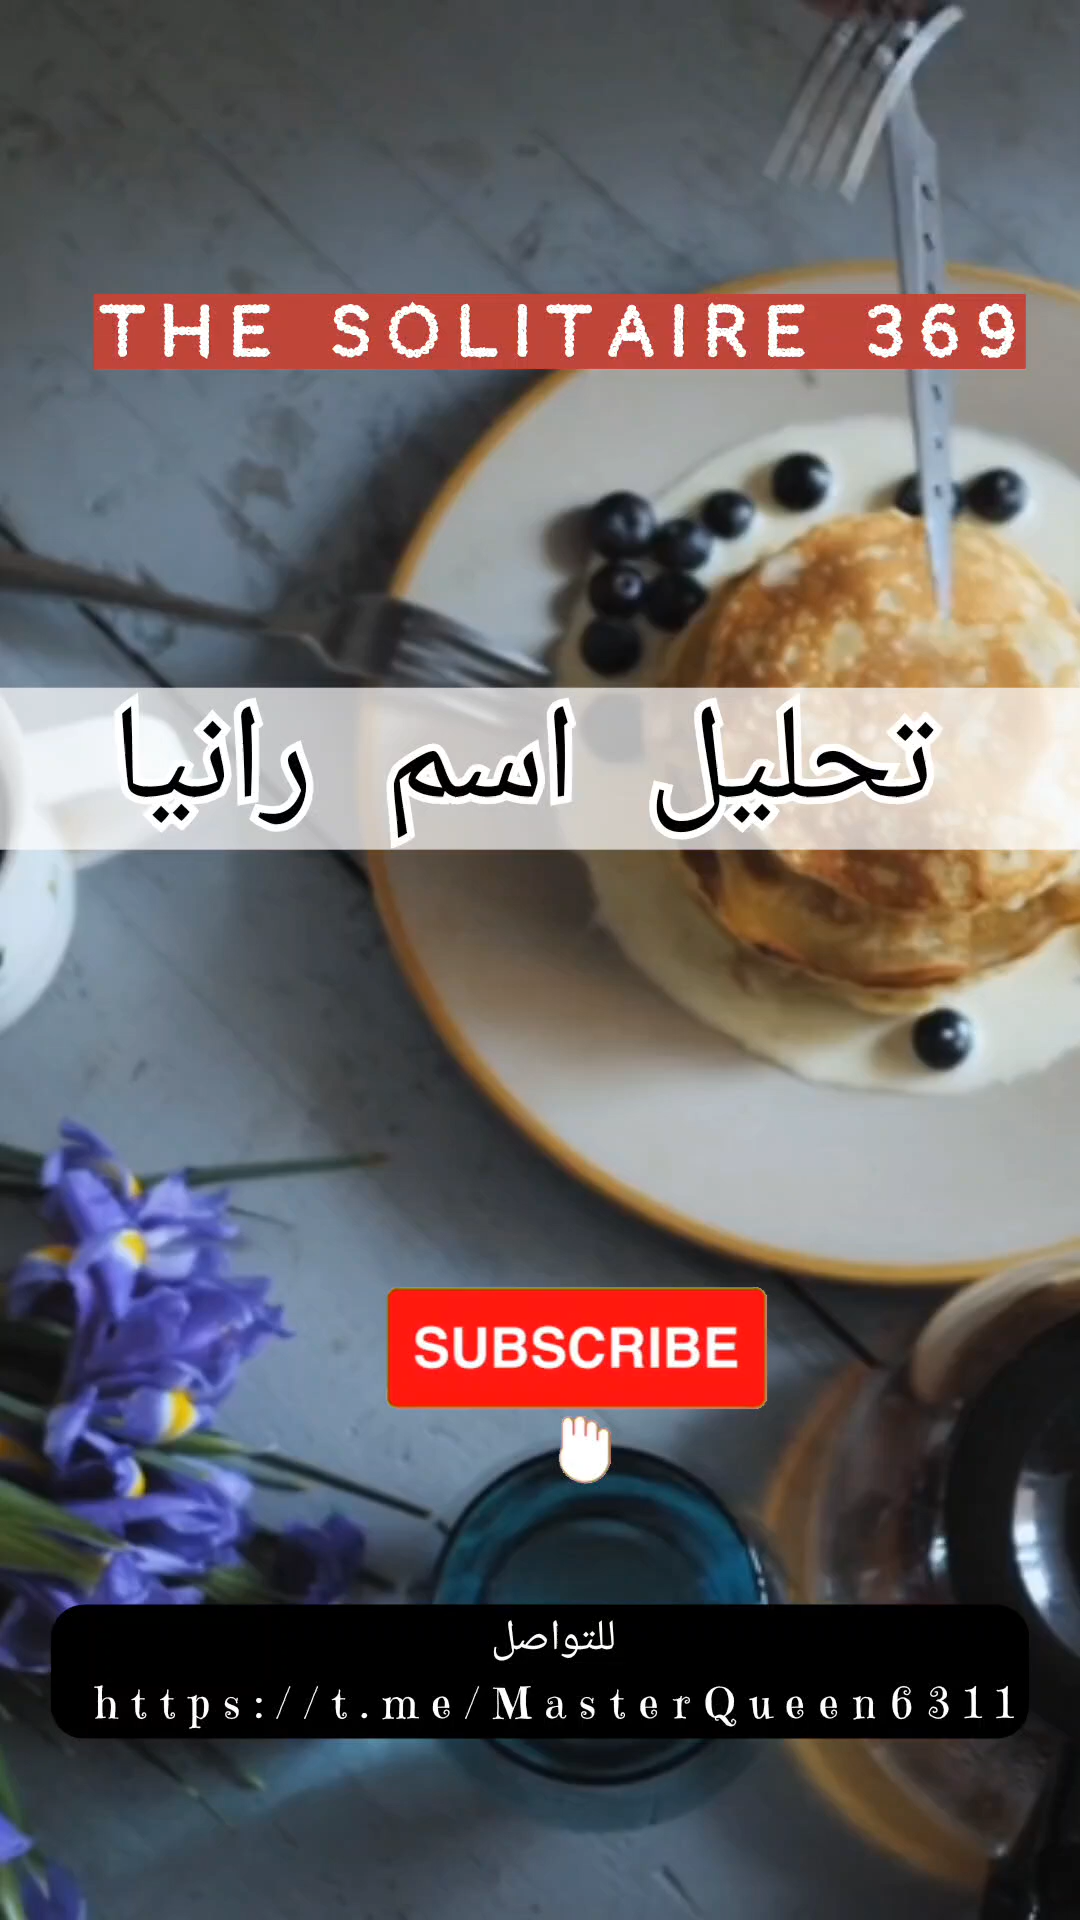 THE SOLITAIRE 369
تحليل اسم رانيا
SUBSCRIBE
للتواصل
https://t.me/MasterQueen6311